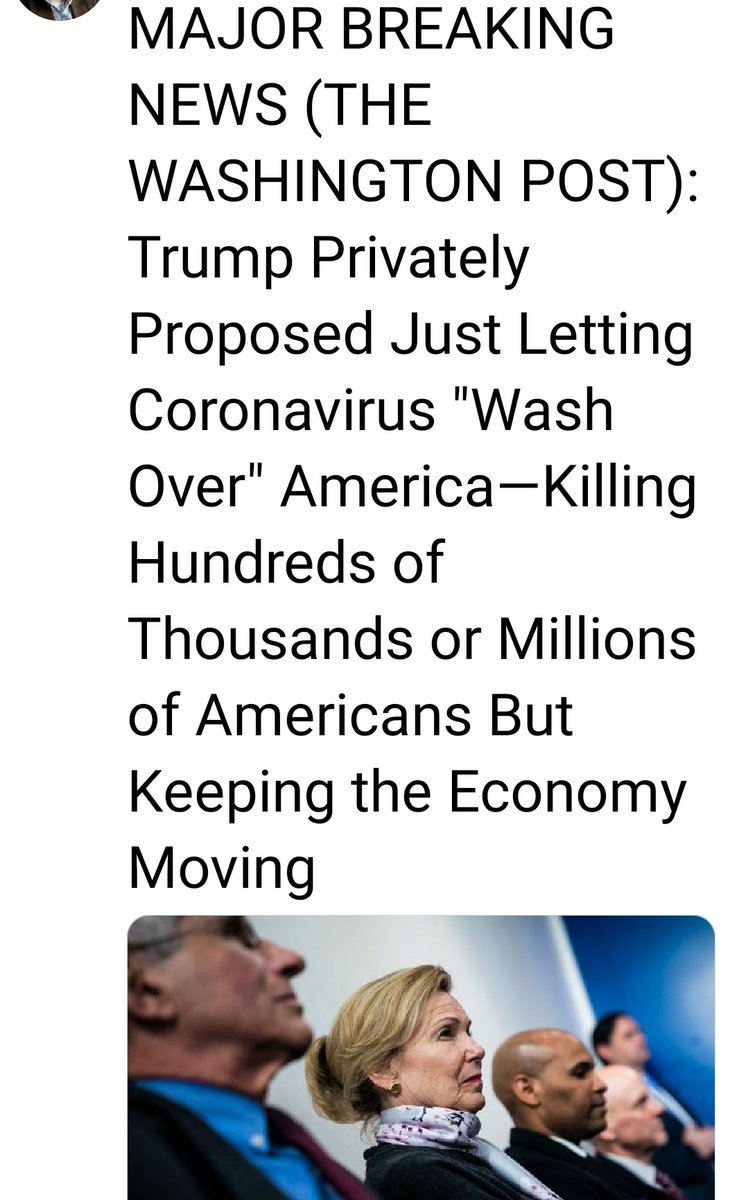 MAJOR BREAKING
NEWS (THE
WASHINGTON POST):
Trump Privately
Proposed Just Letting
Coronavirus "Wash
Over" America—Killing
Hundreds of
Thousands or Millions
of Americans But
Keeping the Economy
Moving